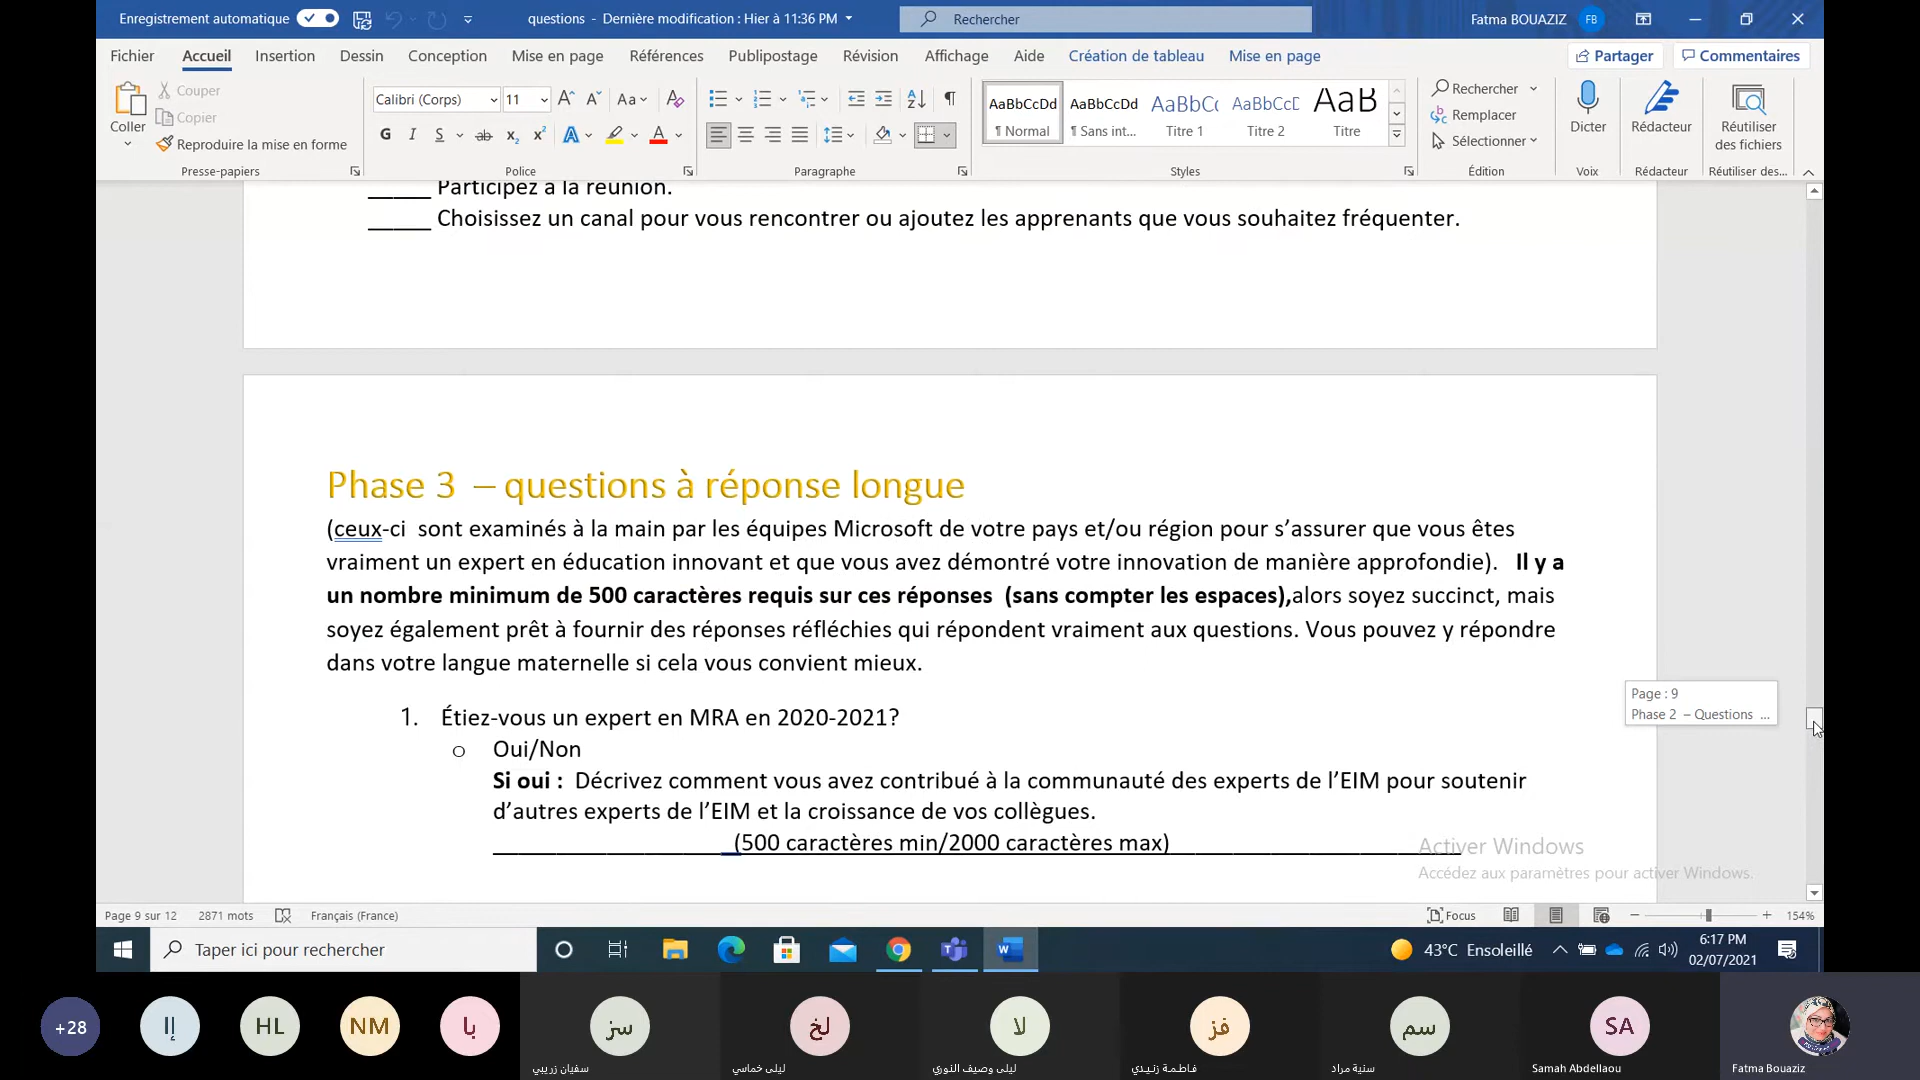 Enregistrement automatique
questions - Dernière modification : Hier à 11:36 PM
Rechercher
Fatma BOUAZIZ
FB
Fichier Accueil Insertion Dessin Conception Mise en page Références Publipostage Révision Affichage Aide Création de tableau Mise en page
Partager
Commentaires
Coller
Couper
Copier
Reproduire la mise en forme
Presse-papiers
Calibri (Corps) 11
Aa
G I S ab x₂ x² A A
Police
Paragraphe
AaBbCcDd AaBbCcDd AaBbCc AaBbCcD AaB
¶ Normal ¶ Sans int... Titre 1 Titre 2 Titre
Styles
Rechercher
Remplacer
Sélectionner
Édition
Dicter
Voix
Rédacteur
Rédacteur
Réutiliser des fichiers
Réutiliser des...
_____ Participez à la réunion.
_____ Choisissez un canal pour vous rencontrer ou ajoutez les apprenants que vous souhaitez fréquenter.
Phase 3 – questions à réponse longue
(ceux-ci sont examinés à la main par les équipes Microsoft de votre pays et/ou région pour s’assurer que vous êtes
vraiment un expert en éducation innovant et que vous avez démontré votre innovation de manière approfondie). Il y a
un nombre minimum de 500 caractères requis sur ces réponses (sans compter les espaces),alors soyez succinct, mais
soyez également prêt à fournir des réponses réfléchies qui répondent vraiment aux questions. Vous pouvez y répondre
dans votre langue maternelle si cela vous convient mieux.
1. Étiez-vous un expert en MRA en 2020-2021?
o Oui/Non
Si oui : Décrivez comment vous avez contribué à la communauté des experts de l’EIM pour soutenir
d’autres experts de l’EIM et la croissance de vos collègues.
(500 caractères min/2000 caractères max)
Page : 9
Phase 2 – Questions ...
Activer Windows
Accédez aux paramètres pour activer Windows.
Page 9 sur 12 2871 mots Français (France)
Focus
154%
Taper ici pour rechercher
43°C Ensoleillé
6:17 PM
02/07/2021
+28 إا HL NM با سز لخ لا فز سم SA
سفيان زريبي
ليلى خماسي
ليلى وصيف النوري
فاطمة زنيدي
سنية مراد
Samah Abdellaou
Fatma Bouaziz